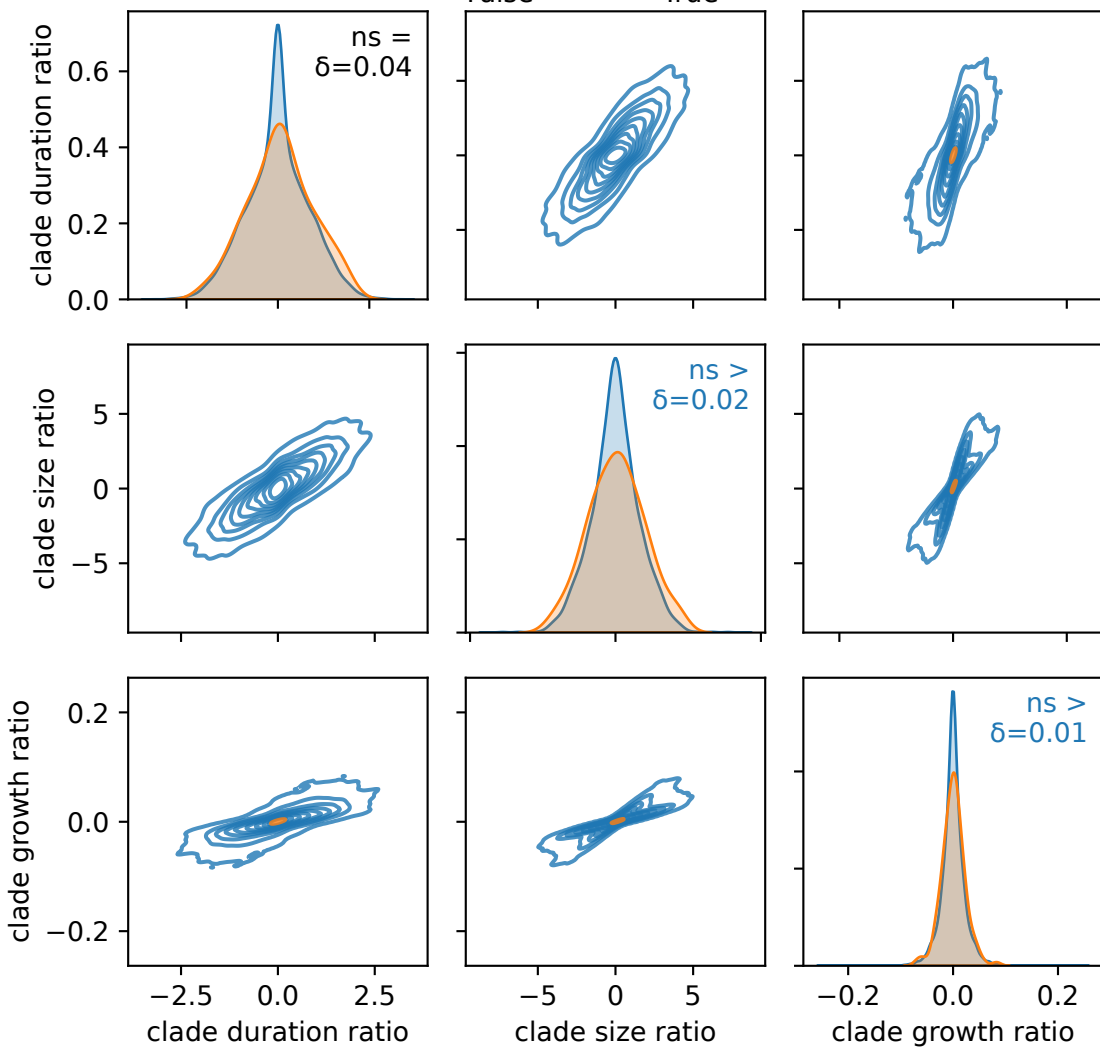 clade duration ratio
0.6
0.4
0.2
0.0
ns =
δ=0.04
clade size ratio
5
0
−5
ns >
δ=0.02
clade growth ratio
0.2
0.0
−0.2
ns >
δ=0.01
−2.5 0.0 2.5
−5 0 5
−0.2 0.0 0.2
clade duration ratio
clade size ratio
clade growth ratio